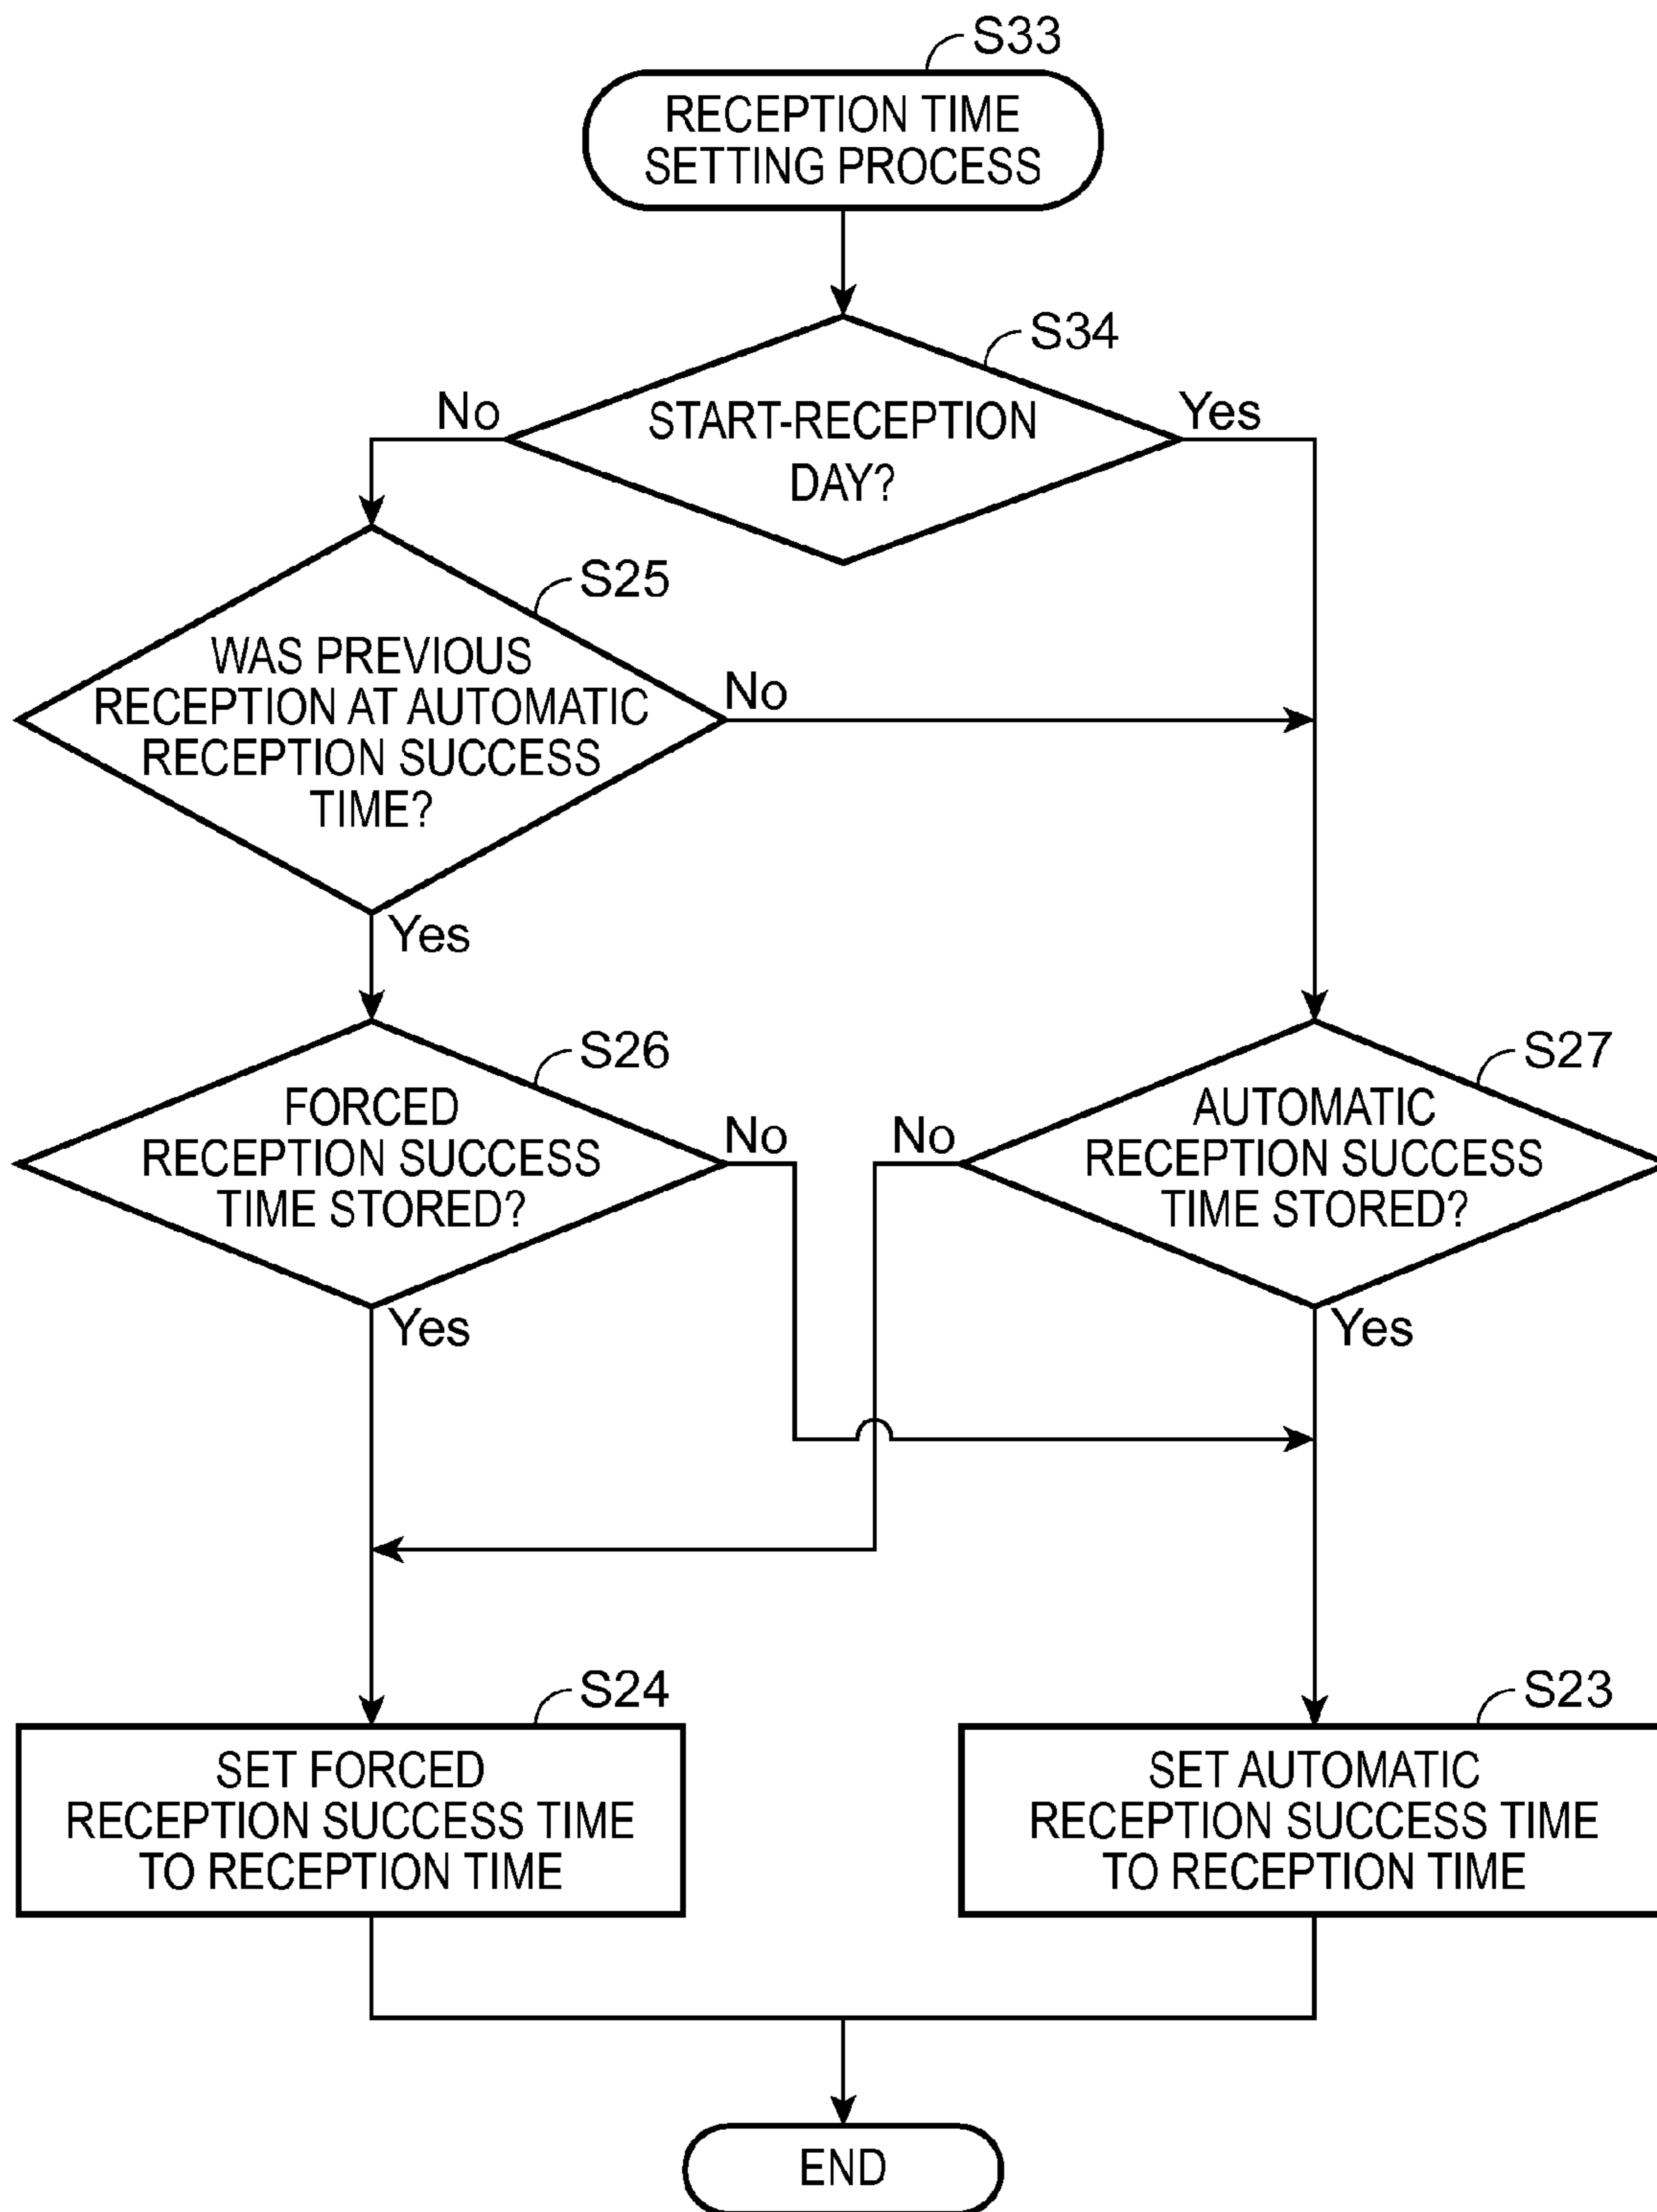 S33
RECEPTION TIME
SETTING PROCESS
S34
No
START-RECEPTION
DAY?
Yes
S25
WAS PREVIOUS
RECEPTION AT AUTOMATIC
RECEPTION SUCCESS
TIME?
No
Yes
S26
FORCED
RECEPTION SUCCESS
TIME STORED?
No
Yes
S27
No
AUTOMATIC
RECEPTION SUCCESS
TIME STORED?
Yes
S24
SET FORCED
RECEPTION SUCCESS TIME
TO RECEPTION TIME
S23
SET AUTOMATIC
RECEPTION SUCCESS TIME
TO RECEPTION TIME
END